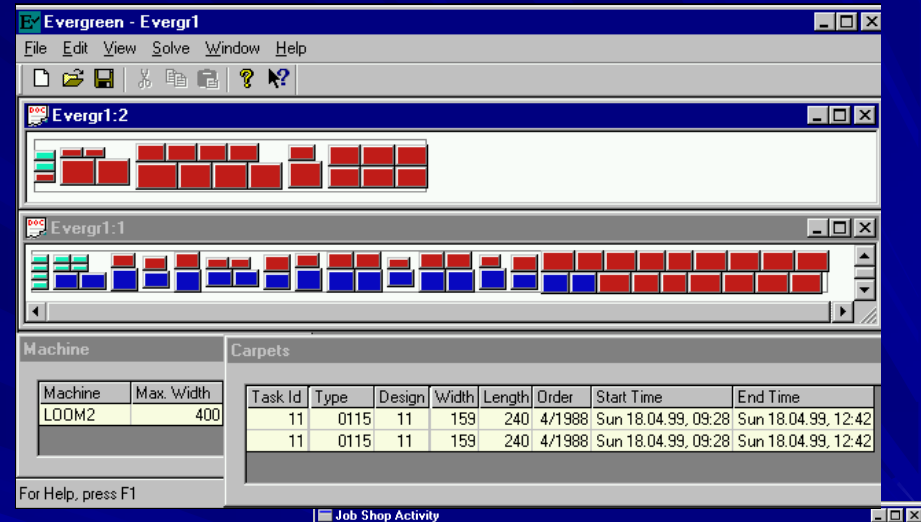 Evergreen - Evergr1
File Edit View Solve Window Help
DOC Evergr1:2
DOC Evergr1:1
Machine
Machine Max. Width
LOOM2 400
Carpets
Task Id Type Design Width Length Order Start Time End Time
11 0115 11 159 240 4/1988 Sun 18.04.99, 09:28 Sun 18.04.99, 12:42
11 0115 11 159 240 4/1988 Sun 18.04.99, 09:28 Sun 18.04.99, 12:42
For Help, press F1
Job Shop Activity